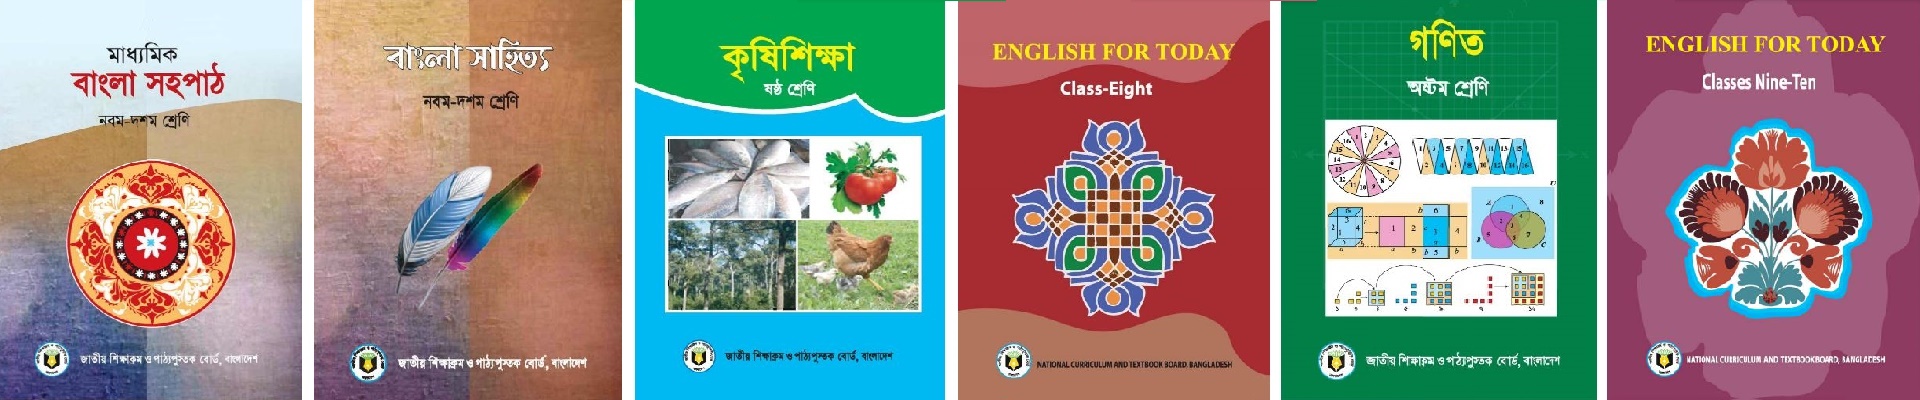 মাধ্যমিক
বাংলা সহপাঠ
নবম-দশম শ্রেণি
জাতীয় শিক্ষাক্রম ও পাঠ্যপুস্তক বোর্ড, বাংলাদেশ
বাংলা সাহিত্য
নবম-দশম শ্রেণি
জাতীয় শিক্ষাক্রম ও পাঠ্যপুস্তক বোর্ড, বাংলাদেশ
কৃষিশিক্ষা
ষষ্ঠ শ্রেণি
জাতীয় শিক্ষাক্রম ও পাঠ্যপুস্তক বোর্ড, বাংলাদেশ
ENGLISH FOR TODAY
Class-Eight
NATIONAL CURRICULUM AND TEXTBOOK BOARD, BANGLADESH
গণিত
অষ্টম শ্রেণি
জাতীয় শিক্ষাক্রম ও পাঠ্যপুস্তক বোর্ড, বাংলাদেশ
ENGLISH FOR TODAY
Classes Nine-Ten
NATIONAL CURRICULUM AND TEXTBOOK BOARD, BANGLADESH